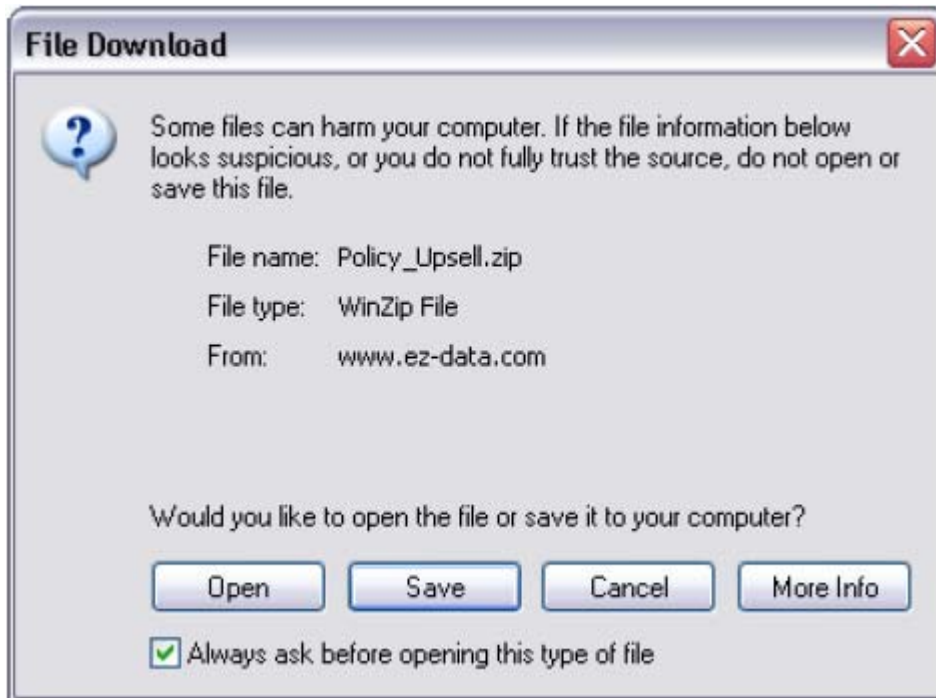 File Download
Some files can harm your computer. If the file information below
looks suspicious, or you do not fully trust the source, do not open or
save this file.
File name: Policy_Upsell.zip
File type: WinZip File
From: www.ez-data.com
Would you like to open the file or save it to your computer?
Open Save Cancel More Info
Always ask before opening this type of file